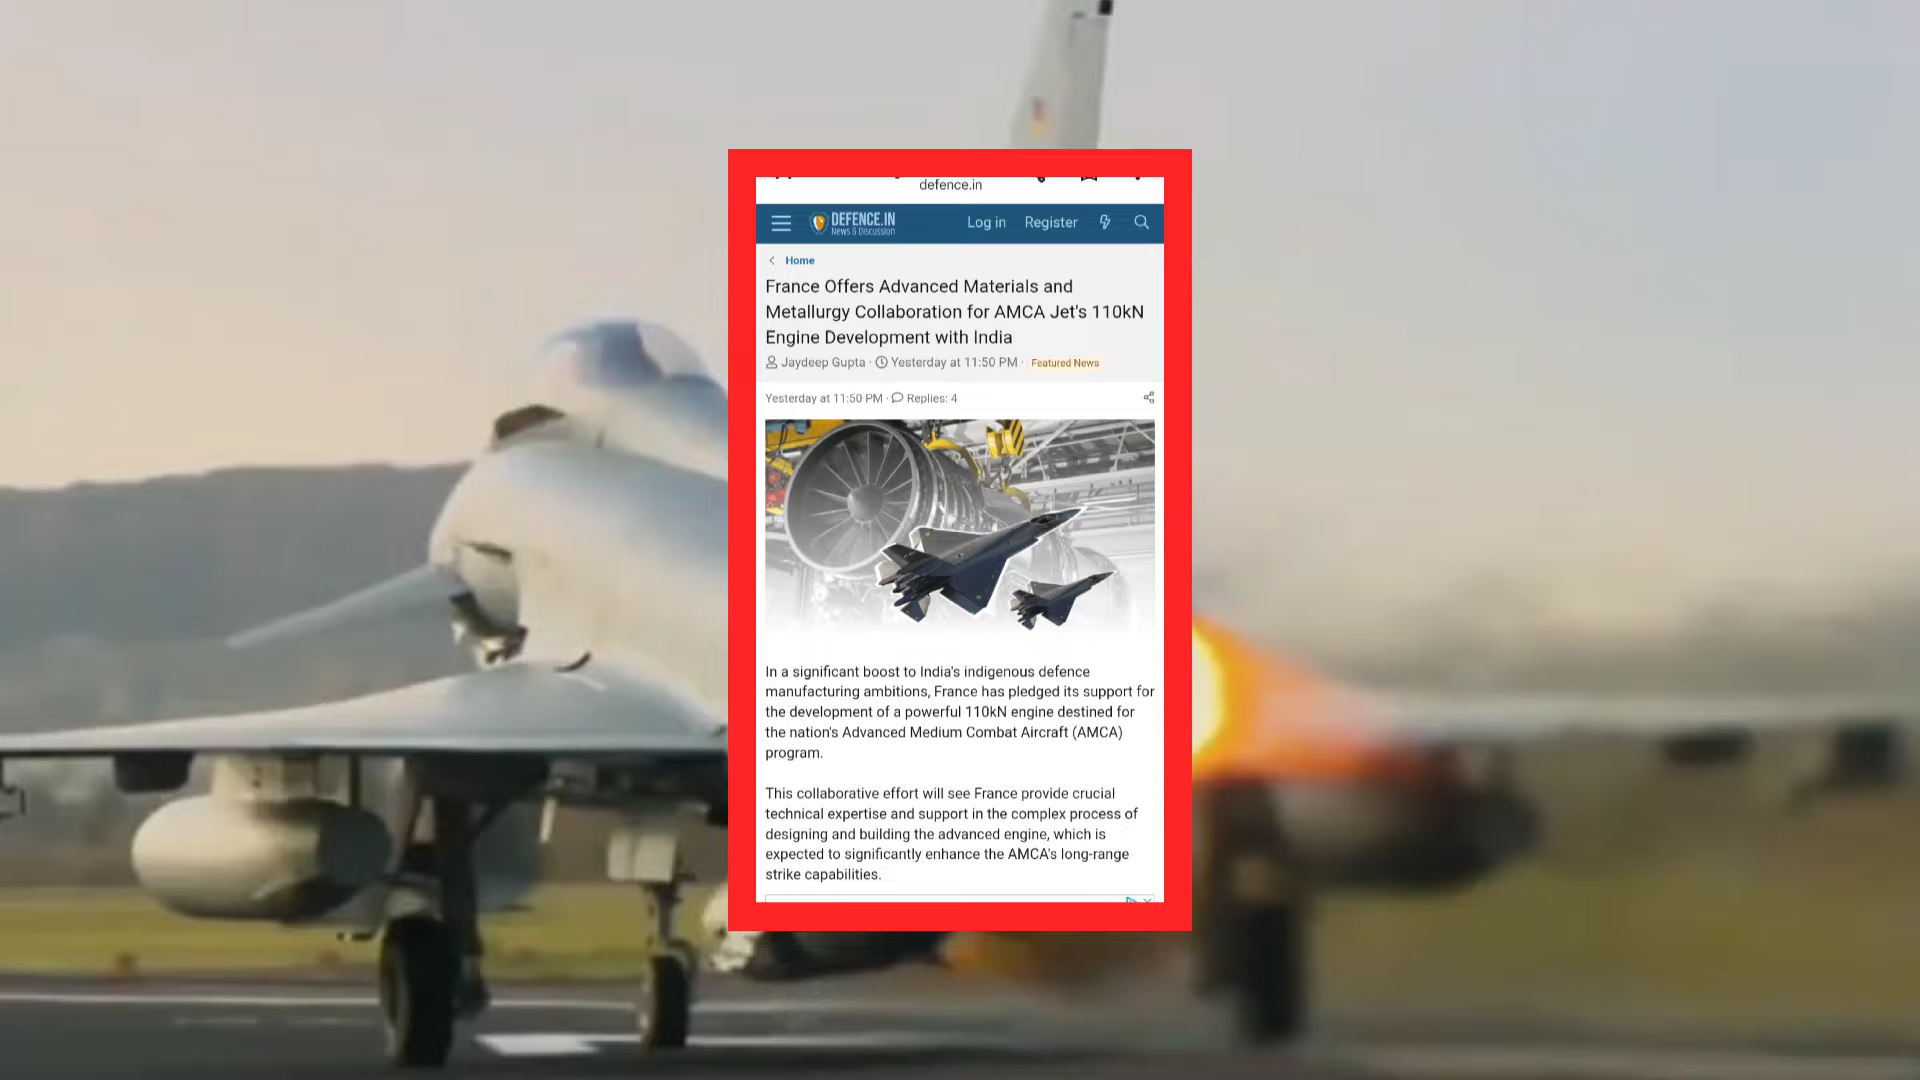 defence.in
DEFENCE.IN
News & Discussion
Log in Register
Home
France Offers Advanced Materials and
Metallurgy Collaboration for AMCA Jet's 110kN
Engine Development with India
Jaydeep Gupta · Yesterday at 11:50 PM · Featured News
Yesterday at 11:50 PM · Replies: 4
In a significant boost to India's indigenous defence
manufacturing ambitions, France has pledged its support for
the development of a powerful 110kN engine destined for
the nation's Advanced Medium Combat Aircraft (AMCA)
program.
This collaborative effort will see France provide crucial
technical expertise and support in the complex process of
designing and building the advanced engine, which is
expected to significantly enhance the AMCA's long-range
strike capabilities.